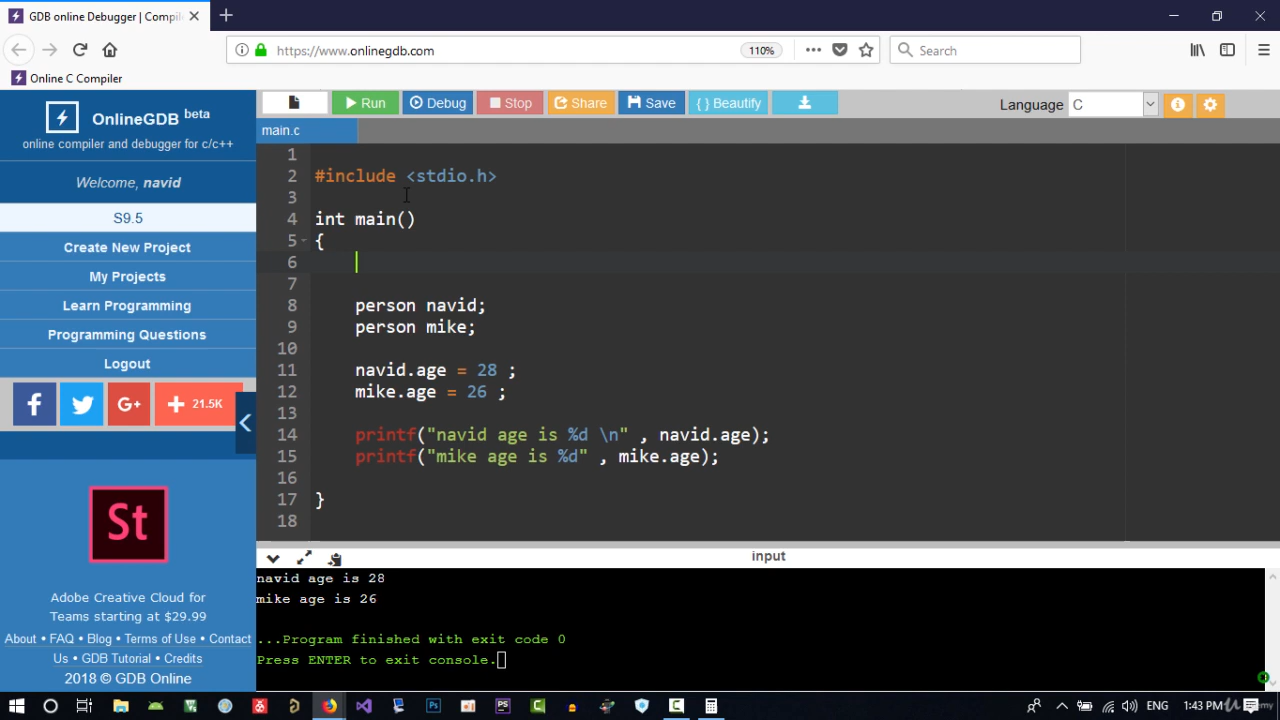 GDB online Debugger | Compile
https://www.onlinegdb.com
110%
Search
Online C Compiler
OnlineGDB beta
online compiler and debugger for c/c++
Welcome, navid
S9.5
Create New Project
My Projects
Learn Programming
Programming Questions
Logout
f
G+
21.5K
St
Adobe Creative Cloud for
Teams starting at $29.99
About • FAQ • Blog • Terms of Use • Contact
Us • GDB Tutorial • Credits
2018 © GDB Online
Run
Debug
Stop
Share
Save
{ } Beautify
Language C
main.c
1
2 #include <stdio.h>
3
4 int main()
5 {
6
7
8 person navid;
9 person mike;
10
11 navid.age = 28 ;
12 mike.age = 26 ;
13
14 printf("navid age is %d \n" , navid.age);
15 printf("mike age is %d" , mike.age);
16
17 }
18
input
navid age is 28
mike age is 26
...Program finished with exit code 0
Press ENTER to exit console.
Ps
PS
ENG
1:43 PM